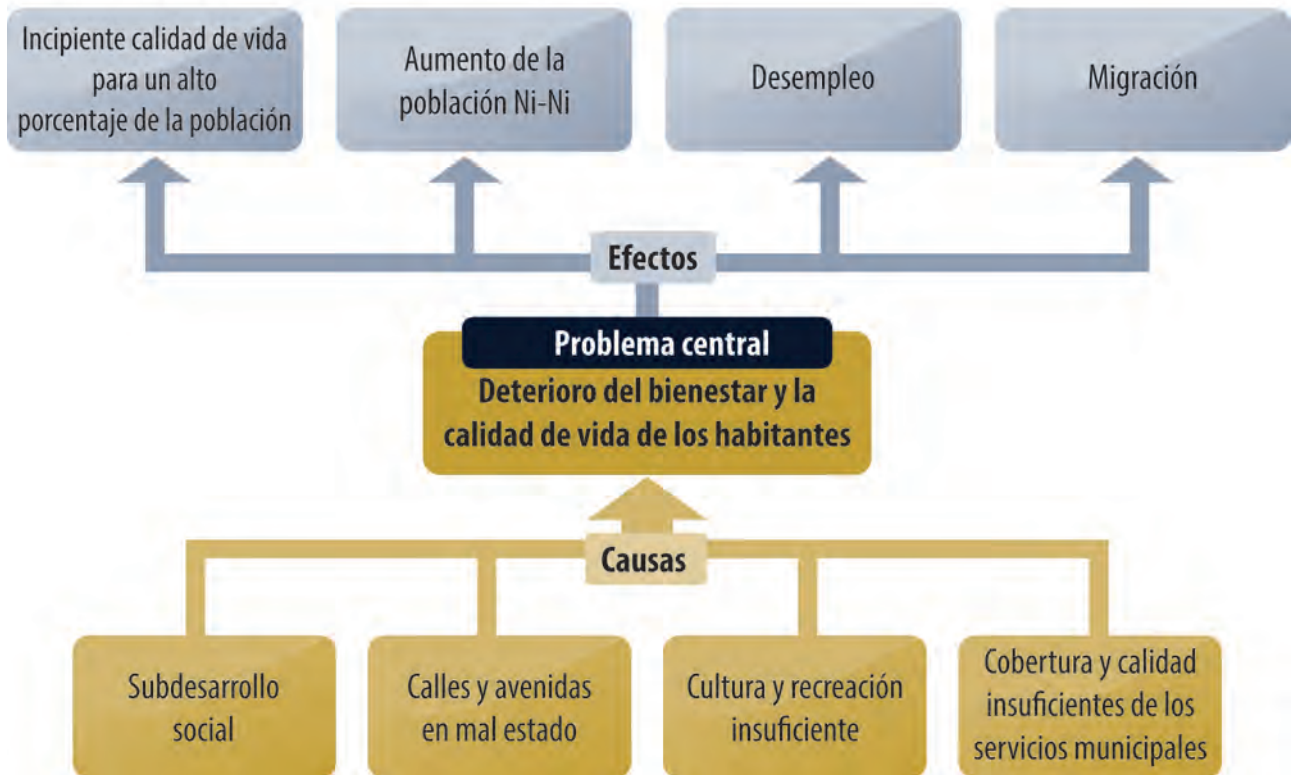 Incipiente calidad de vida
para un alto
porcentaje de la población
Aumento de la
población Ni-Ni
Desempleo
Migración
Efectos
Problema central
Deterioro del bienestar y la
calidad de vida de los habitantes
Causas
Subdesarrollo
social
Calles y avenidas
en mal estado
Cultura y recreación
insuficiente
Cobertura y calidad
insuficientes de los
servicios municipales